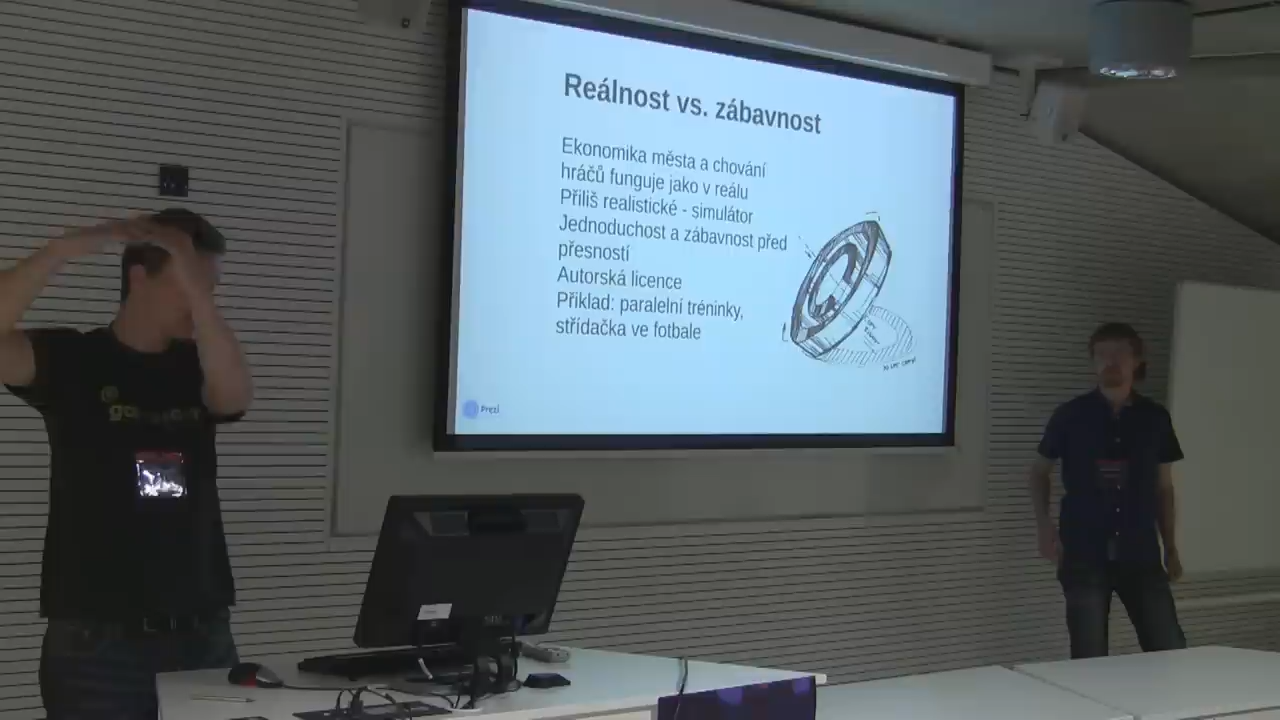 Reálnost vs. zábavnost
Ekonomika města a chování
hráčů funguje jako v reálu
Příliš realistické - simulátor
Jednoduchost a zábavnost před
přesností
Autorská licence
Příklad: paralelní tréninky,
střídačka ve fotbale
Prezi